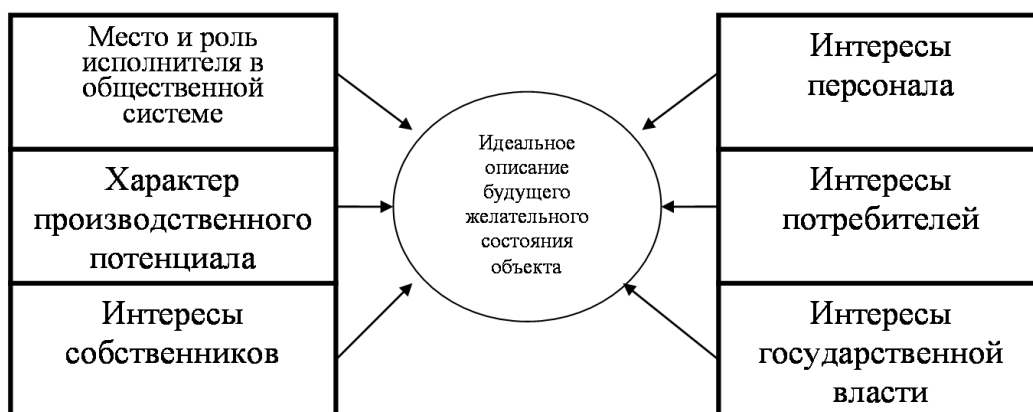 Место и роль
исполнителя в
общественной
системе
Характер
производственного
потенциала
Интересы
собственников
Идеальное
описание
будущего
желательного
состояния
объекта
Интересы
персонала
Интересы
потребителей
Интересы
государственной
власти